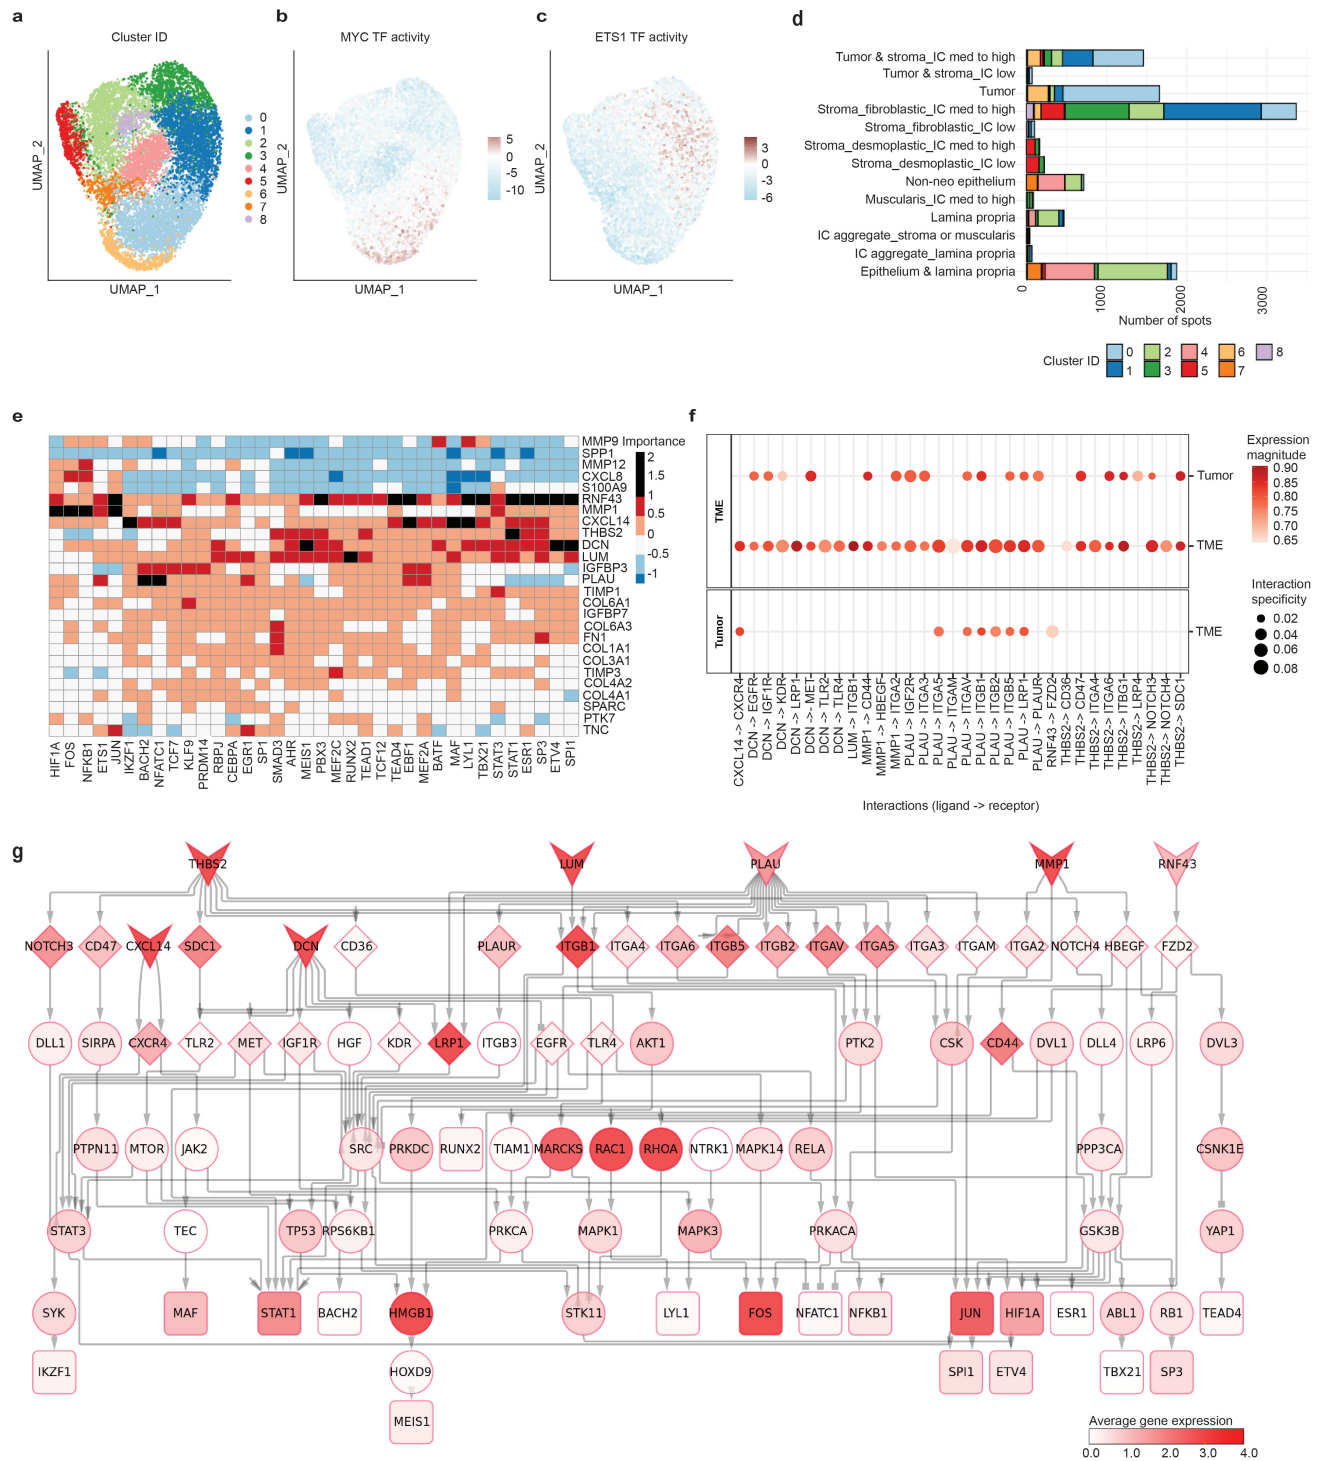 a
b
c
d
Cluster ID
MYC TF activity
ETS1 TF activity
UMAP_2
UMAP_1
0
1
2
3
4
5
6
7
8
UMAP_2
UMAP_1
5
0
-5
-10
UMAP_2
UMAP_1
3
0
-3
-6
Tumor & stroma_IC med to high
Tumor & stroma_IC low
Tumor
Stroma_fibroblastic_IC med to high
Stroma_fibroblastic_IC low
Stroma_desmoplastic_IC med to high
Stroma_desmoplastic_IC low
Non-neo epithelium
Muscularis_IC med to high
Lamina propria
IC aggregate_stroma or muscularis
IC aggregate_lamina propria
Epithelium & lamina propria
0
1000
2000
3000
Number of spots
Cluster ID
0 2 4 6 8
1 3 5 7
e
MMP9 Importance
SPP1
MMP12
CXCL8
S100A9
RNF43
MMP1
CXCL14
THBS2
DCN
LUM
IGFBP3
PLAU
TIMP1
COL6A1
IGFBP7
COL6A3
FN1
COL1A1
COL3A1
TIMP3
COL4A2
COL4A1
SPARC
PTK7
TNC
2
1.5
1
0.5
0
-0.5
-1
HIF1A
FOS
NFKB1
ETS1
JUN
IKZF1
BACH2
NFATC1
TCF7
KLF9
PRDM14
RBPJ
CEBPA
EGR1
SP1
SMAD3
AHR
MEIS1
PBX3
MEF2C
RUNX2
TEAD1
TCF12
TEAD4
EBF1
MEF2A
BATF
MAF
LYL1
TBX21
STAT3
STAT1
ESR1
SP3
ETV4
SPI1
f
TME
Tumor
Tumor
TME
TME
CXCL14 -> CXCR4
DCN -> EGFR
DCN -> IGF1R
DCN -> KDR
DCN -> LRP1
DCN ->- MET
DCN -> TLR2
DCN -> TLR4
LUM -> ITGB1
MMP1 -> CD44
MMP1 -> HBEGF
MMP1 -> ITGA2
PLAU -> IGF2R
PLAU -> ITGA3
PLAU -> ITGA5
PLAU -> ITGAM
PLAU -> ITGAV
PLAU -> ITGB1
PLAU -> ITGB2
PLAU -> ITGB5
PLAU -> LRP1
PLAU -> PLAUR
RNF43 -> FZD2
THBS2-> CD36
THBS2-> CD47
THBS2-> ITGA4
THBS2-> ITGA6
THBS2-> ITBG1
THBS2-> LRP4
THBS2-> NOTCH3
THBS2-> NOTCH4
THBS2-> SDC1
Interactions (ligand -> receptor)
Expression
magnitude
0.90
0.85
0.80
0.75
0.70
0.65
Interaction
specificity
0.02
0.04
0.06
0.08
g
THBS2 LUM PLAU MMP1 RNF43
NOTCH3 CD47 CXCL14 SDC1 DCN CD36 PLAUR ITGB1 ITGA4 ITGA6 ITGB5 ITGB2 ITGAV ITGA5 ITGA3 ITGAM ITGA2 NOTCH4 HBEGF FZD2
DLL1 SIRPA CXCR4 TLR2 MET IGF1R HGF KDR LRP1 ITGB3 EGFR TLR4 AKT1 PTK2 CSK CD44 DVL1 DLL4 LRP6 DVL3
PTPN11 MTOR JAK2 SRC PRKDC RUNX2 TIAM1 MARCKS RAC1 RHOA NTRK1 MAPK14 RELA PPP3CA CSNK1E
STAT3 TEC TP53 RPS6KB1 PRKCA MAPK1 MAPK3 PRKACA GSK3B YAP1
SYK MAF STAT1 BACH2 HMGB1 STK11 LYL1 FOS NFATC1 NFKB1 JUN HIF1A ESR1 ABL1 RB1 TEAD4
IKZF1 HOXD9 SPI1 ETV4 TBX21 SP3
MEIS1
Average gene expression
0.0 1.0 2.0 3.0 4.0